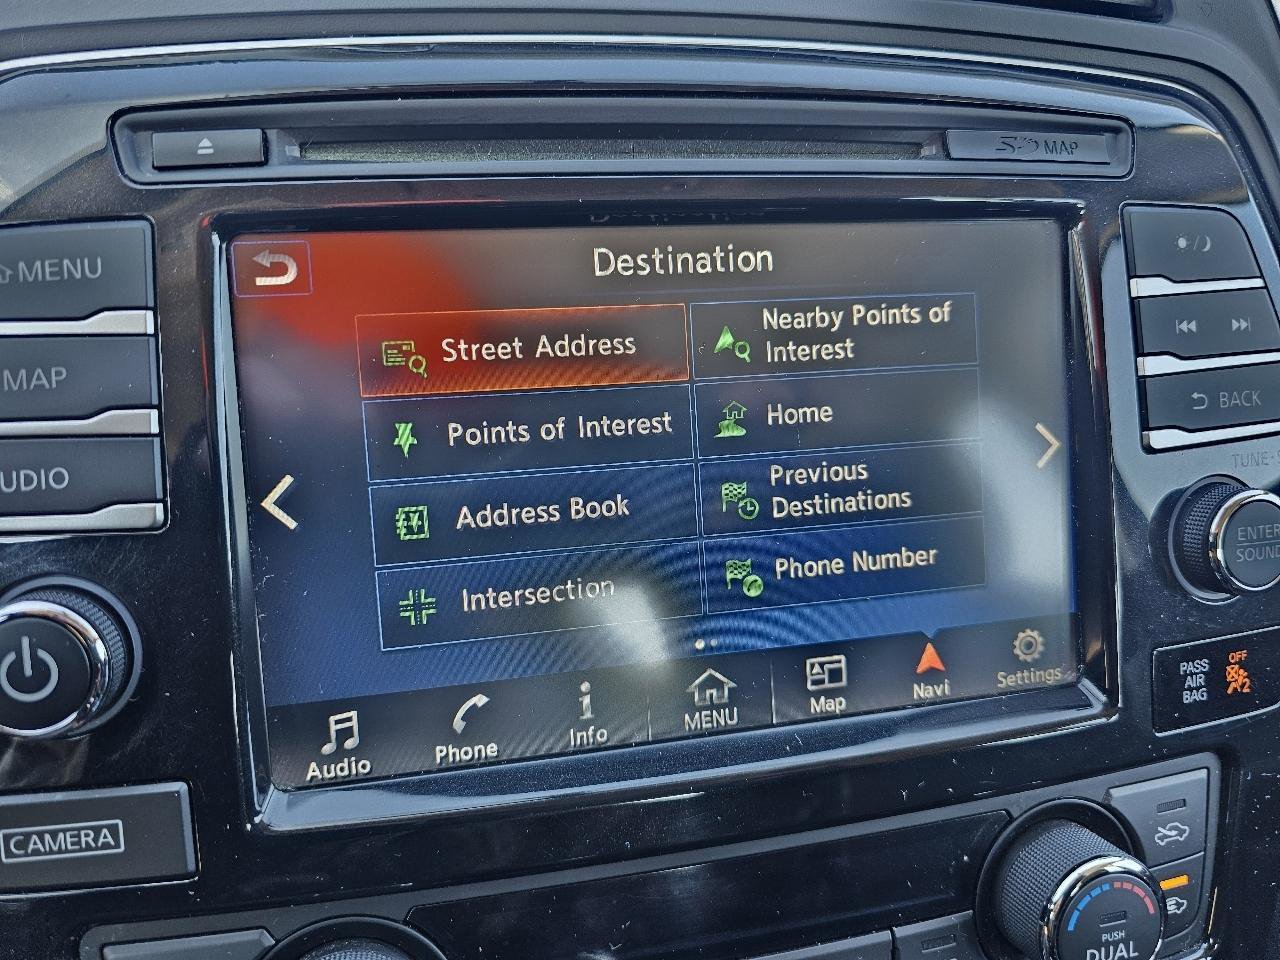 MAP
MENU
MAP
UDIO
CAMERA
Destination
Street Address
Nearby Points of
Interest
Points of Interest
Home
Address Book
Previous
Destinations
Intersection
Phone Number
Audio
Phone
Info
MENU
Map
Navi
Settings
BACK
TUNE·S
ENTER
SOUND
PASS
AIR
BAG
OFF
2
PUSH
DUAL